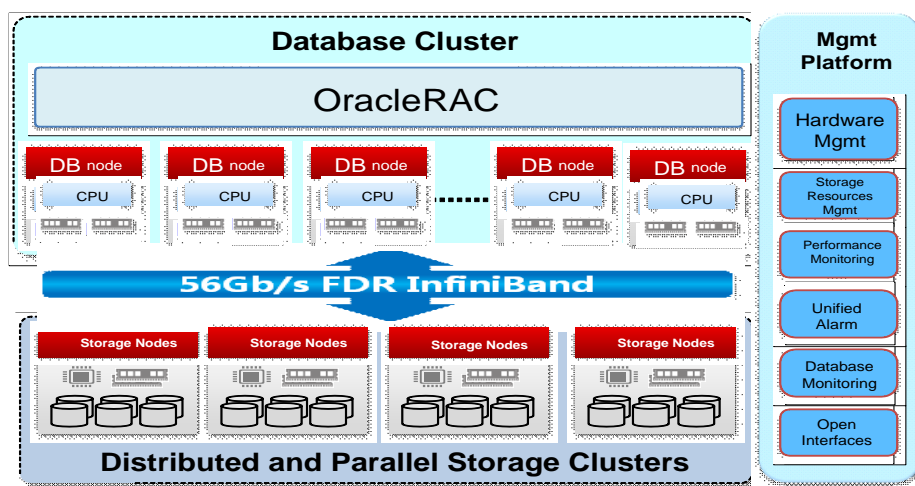 Database Cluster
OracleRAC
DB node
DB node
DB node
DB node
DB node
CPU
CPU
CPU
CPU
CPU
56Gb/s FDR InfiniBand
Storage Nodes
Storage Nodes
Storage Nodes
Storage Nodes
Distributed and Parallel Storage Clusters
Mgmt
Platform
Hardware
Mgmt
Storage
Resources
Mgmt
Performance
Monitoring
Unified
Alarm
Database
Monitoring
Open
Interfaces